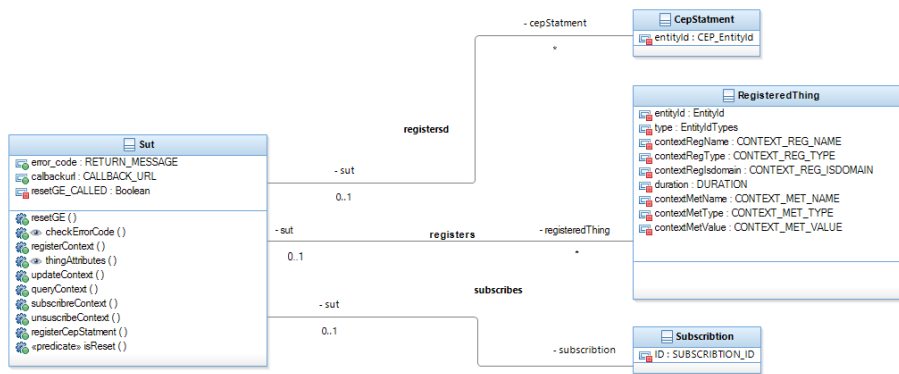 - cepStatment
*
CepStatment
entityId : CEP_EntityId
registersd
- sut
0..1
Sut
error_code : RETURN_MESSAGE
calbackurl : CALLBACK_URL
resetGE_CALLED : Boolean
resetGE ( )
checkErrorCode ( )
registerContext ( )
thingAttributes ( )
updateContext ( )
queryContext ( )
subscribreContext ( )
unsuscribeContext ( )
registerCepStatment ( )
«predicate» isReset ( )
- sut
0..1
registers
- registeredThing
*
RegisteredThing
entityId : EntityId
type : EntityIdTypes
contextRegName : CONTEXT_REG_NAME
contextRegType : CONTEXT_REG_TYPE
contextRegIsdomain : CONTEXT_REG_ISDOMAIN
duration : DURATION
contextMetName : CONTEXT_MET_NAME
contextMetType : CONTEXT_MET_TYPE
contextMetValue : CONTEXT_MET_VALUE
subscribes
- sut
0..1
- subscribtion
Subscribtion
ID : SUBSCRIBTION_ID